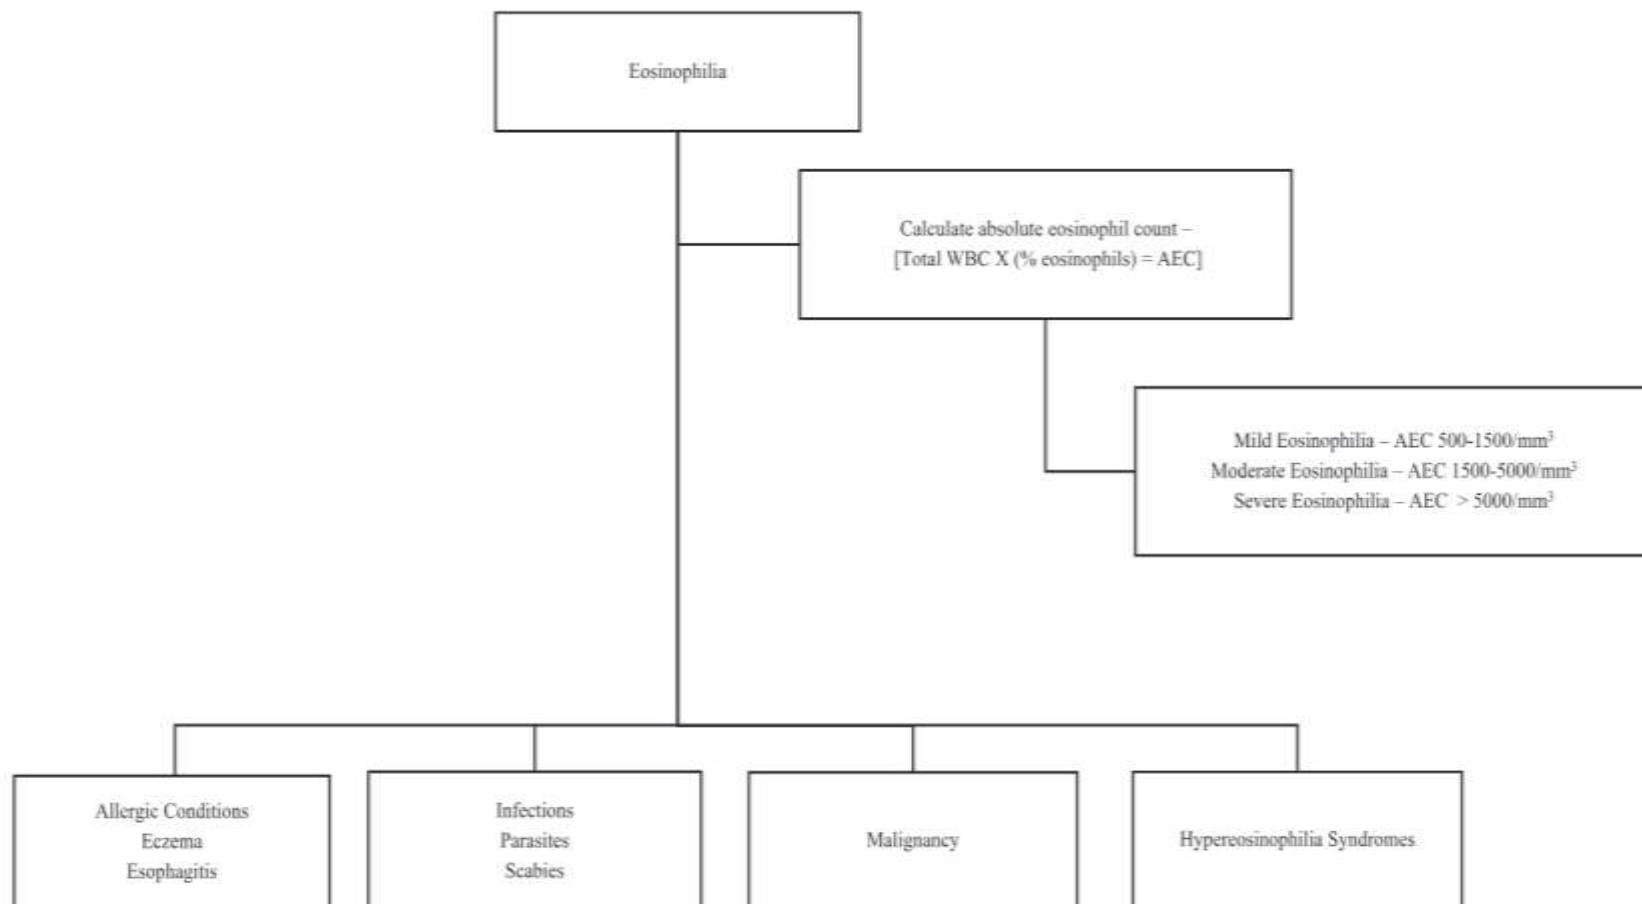 Eosinophilia
Calculate absolute eosinophil count –
[Total WBC X (% eosinophils) = AEC]
Mild Eosinophilia – AEC 500-1500/mm³
Moderate Eosinophilia – AEC 1500-5000/mm³
Severe Eosinophilia – AEC > 5000/mm³
Allergic Conditions
Eczema
Esophagitis
Infections
Parasites
Scabies
Malignancy
Hypereosinophilia Syndromes